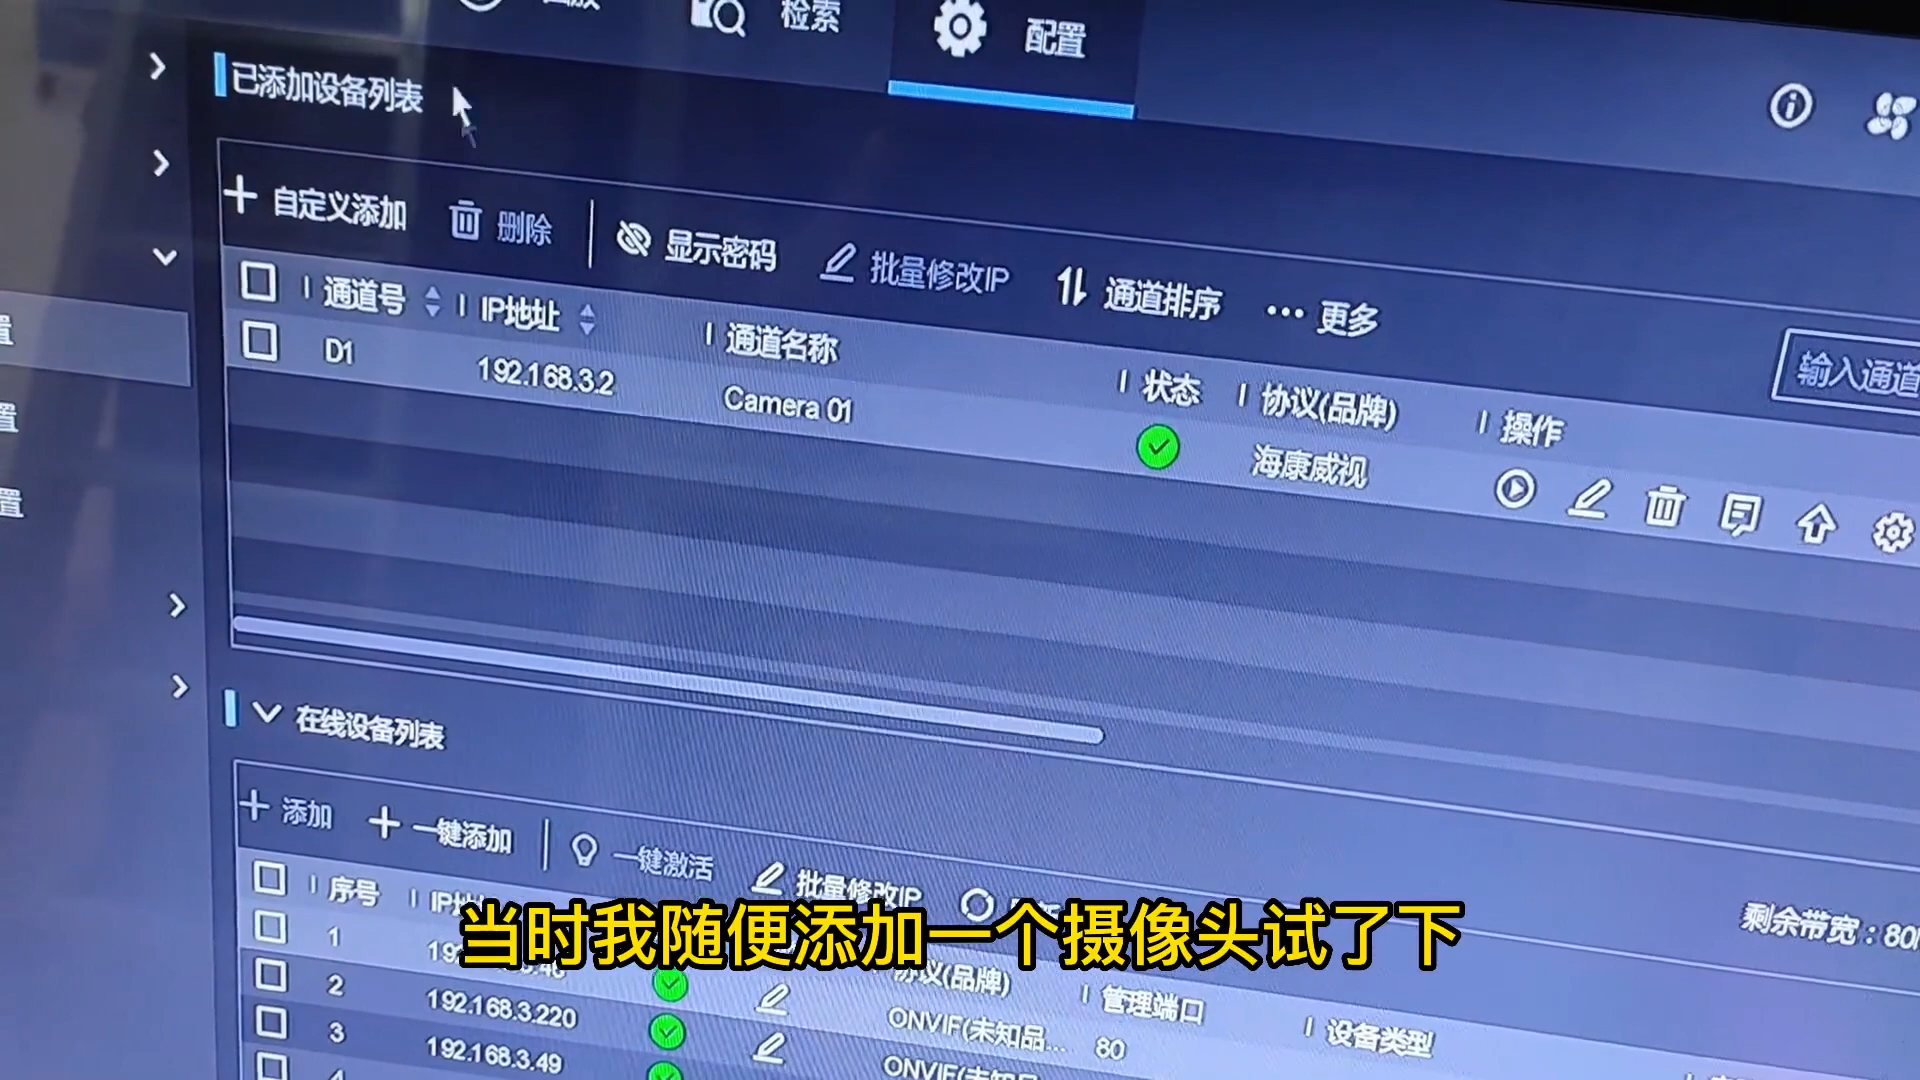 检索
配置
已添加设备列表
自定义添加 删除 显示密码 批量修改IP 通道排序 更多
输入通道
通道号 IP地址 通道名称 状态 协议(品牌) 操作
D1 192.168.3.2 Camera 01 海康威视
置
置
置
在线设备列表
添加 一键添加 一键激活 批量修改IP
剩余带宽：80
序号 协议(品牌) 管理端口 设备类型
1 ONVIF(未知品... 80
2 192.168.3.220 ONVIF(未知品
3 192.168.3.49
当时我随便添加一个摄像头试了下